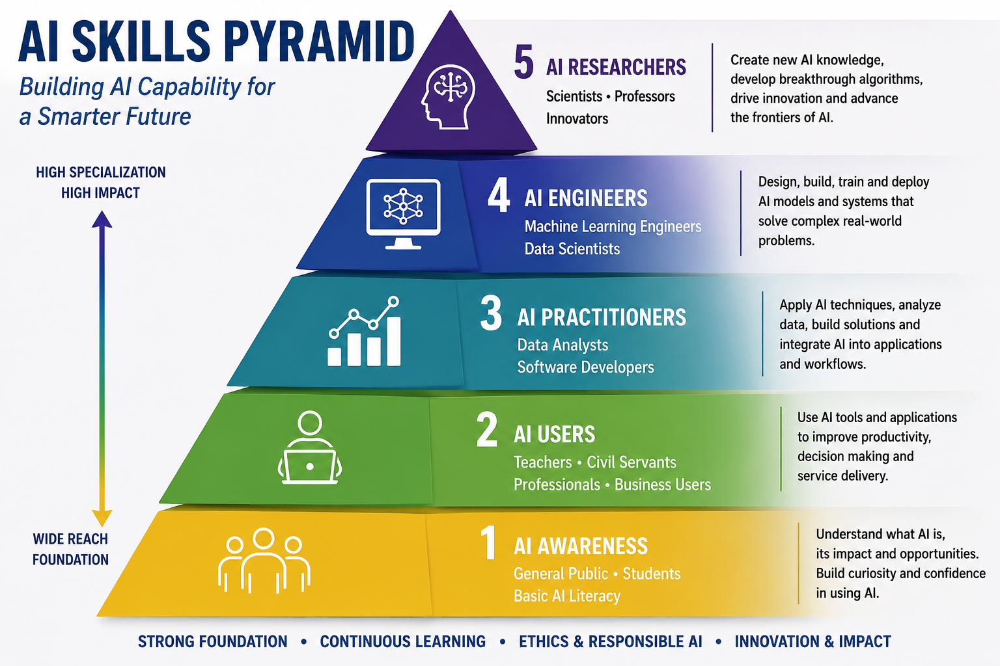 AI SKILLS PYRAMID
Building AI Capability for
a Smarter Future
HIGH SPECIALIZATION
HIGH IMPACT
WIDE REACH
FOUNDATION
5 AI RESEARCHERS
Scientists • Professors
Innovators
Create new AI knowledge,
develop breakthrough algorithms,
drive innovation and advance
the frontiers of AI.
4 AI ENGINEERS
Machine Learning Engineers
Data Scientists
Design, build, train and deploy
AI models and systems that
solve complex real-world
problems.
3 AI PRACTITIONERS
Data Analysts
Software Developers
Apply AI techniques, analyze
data, build solutions and
integrate AI into applications
and workflows.
2 AI USERS
Teachers • Civil Servants
Professionals • Business Users
Use AI tools and applications
to improve productivity,
decision making and
service delivery.
1 AI AWARENESS
General Public • Students
Basic AI Literacy
Understand what AI is,
its impact and opportunities.
Build curiosity and confidence
in using AI.
STRONG FOUNDATION • CONTINUOUS LEARNING • ETHICS & RESPONSIBLE AI • INNOVATION & IMPACT